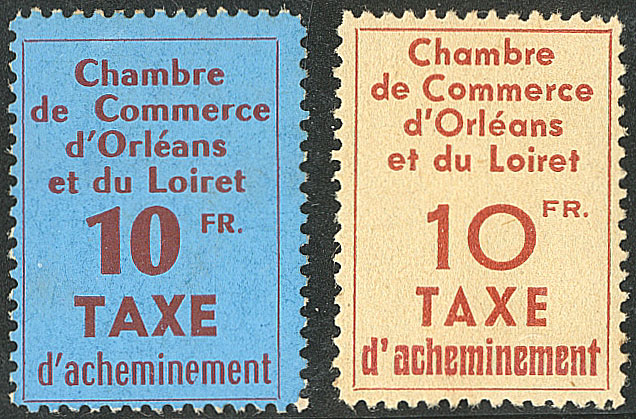 Chambre
de Commerce
d'Orléans
et du Loiret
10 FR.
TAXE
d'acheminement
Chambre
de Commerce
d'Orléans
et du Loiret
10 FR.
TAXE
d'acheminement